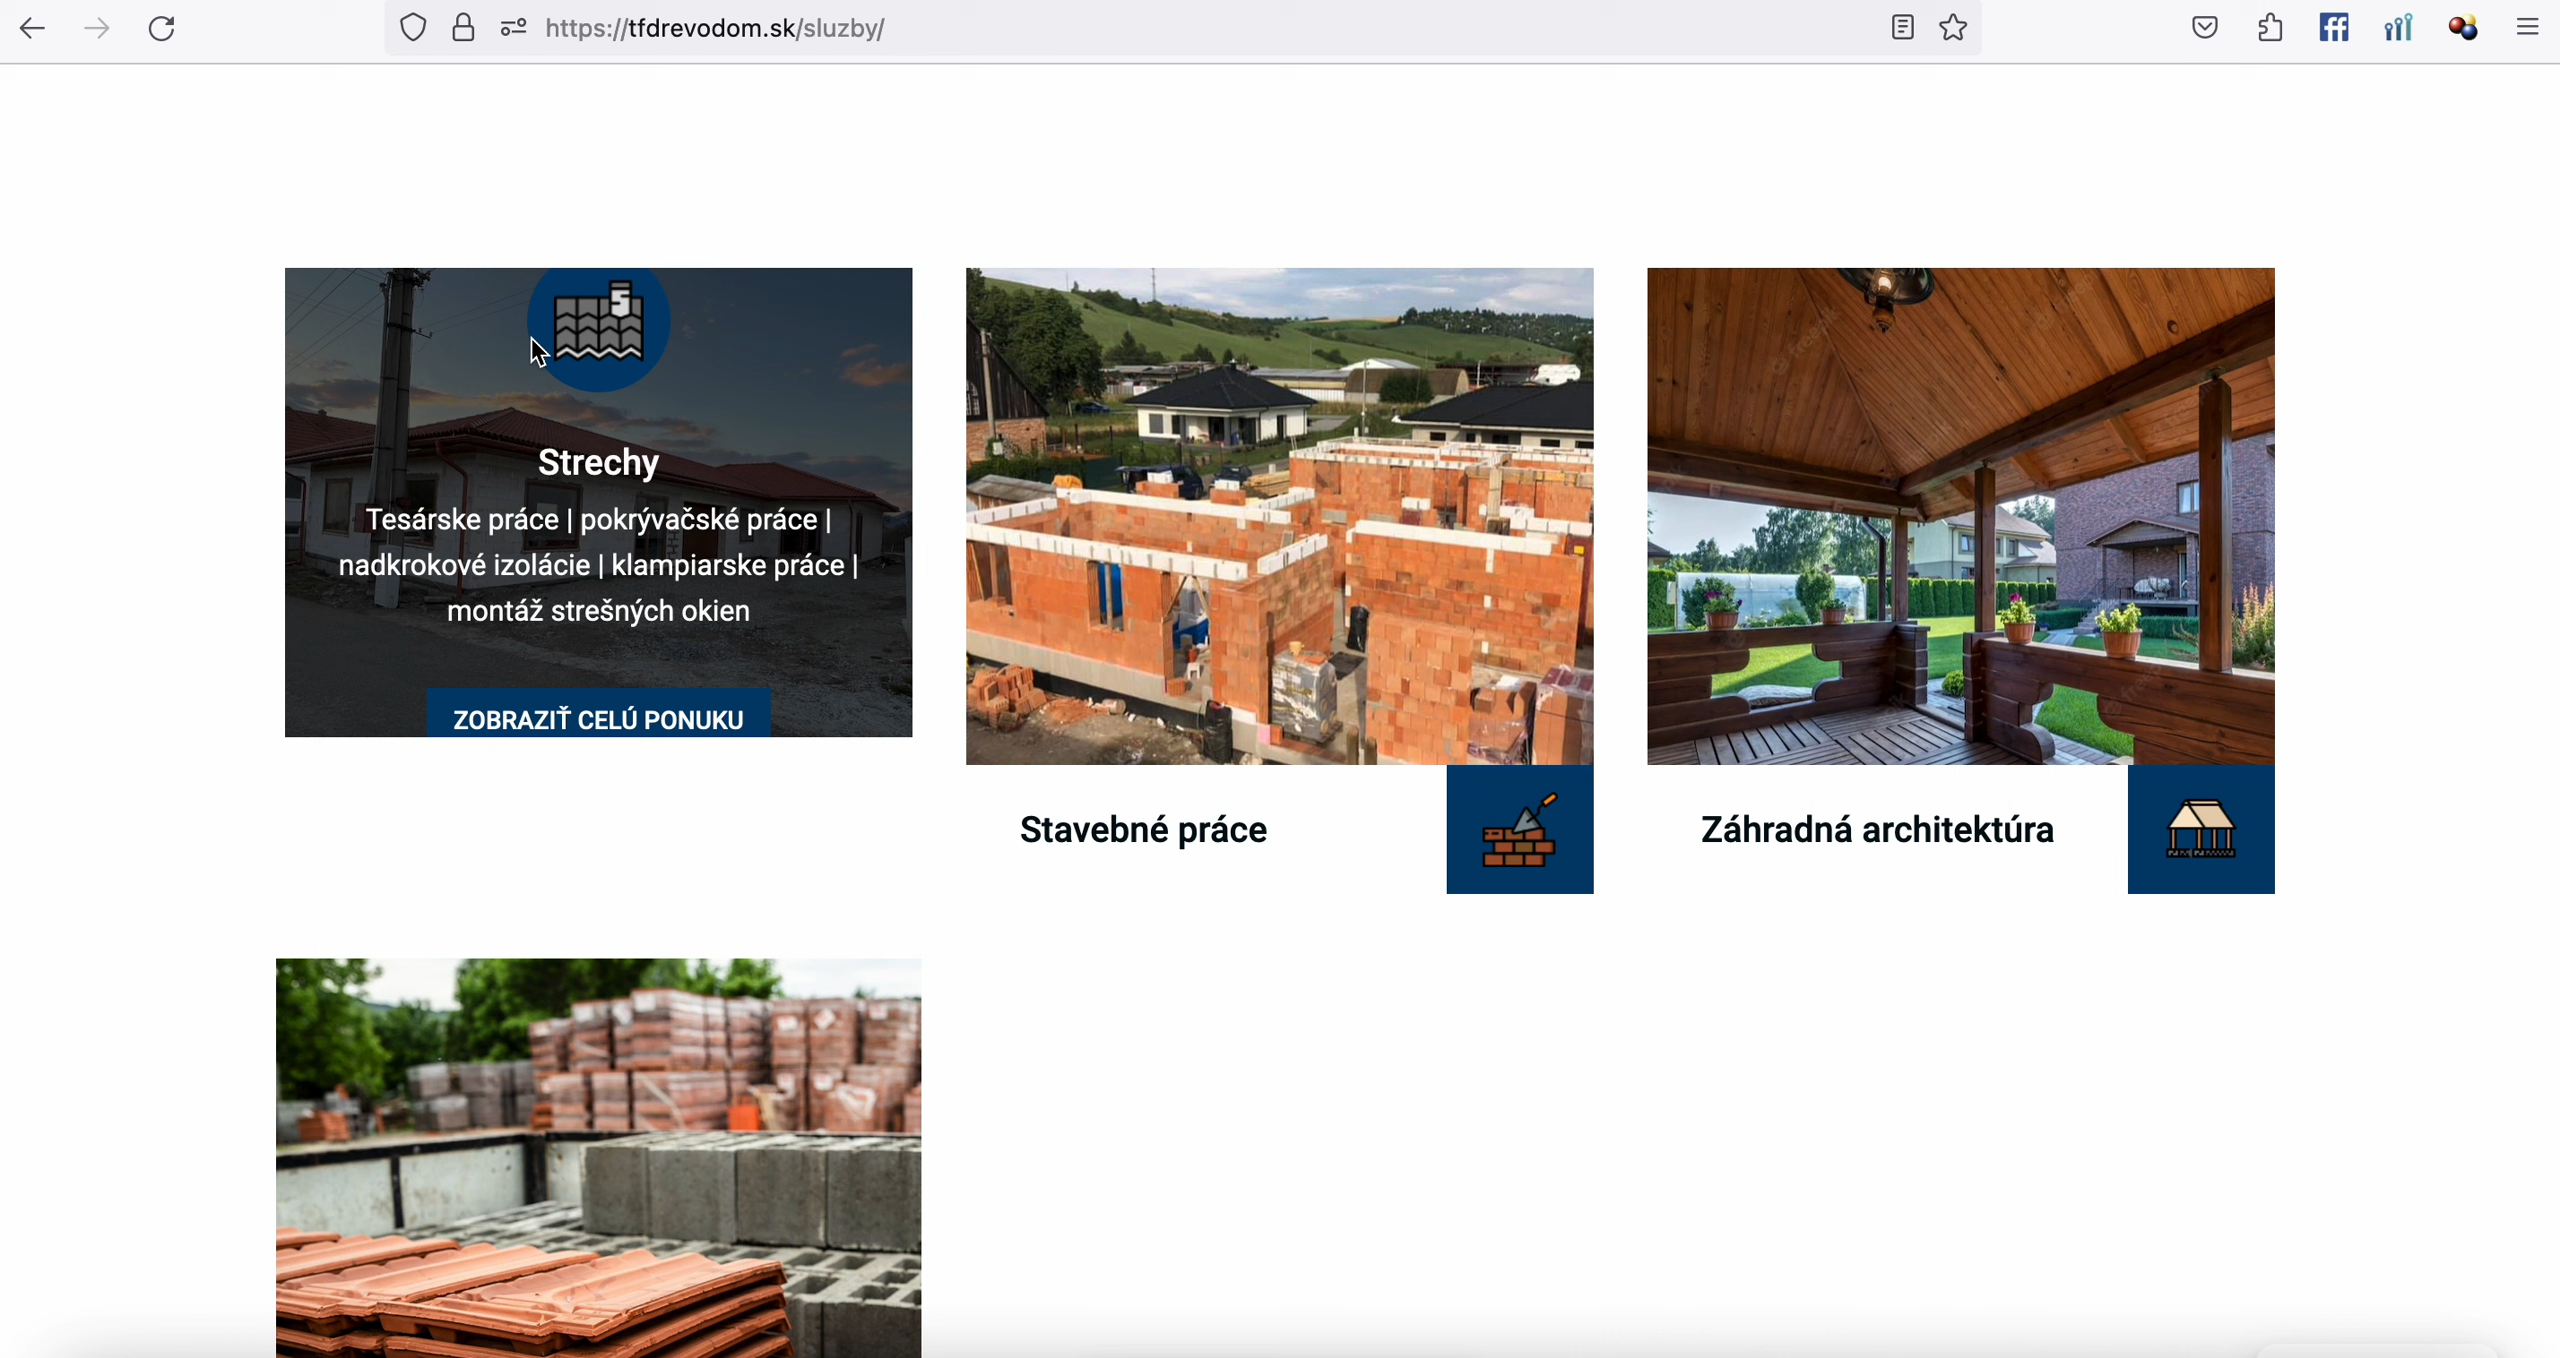 https://tfdrevodom.sk/sluzby/
Strechy
Tesárske práce | pokrývačské práce |
nadkrokové izolácie | klampiarske práce |
montáž strešných okien
ZOBRAZIŤ CELÚ PONUKU
Stavebné práce
Záhradná architektúra